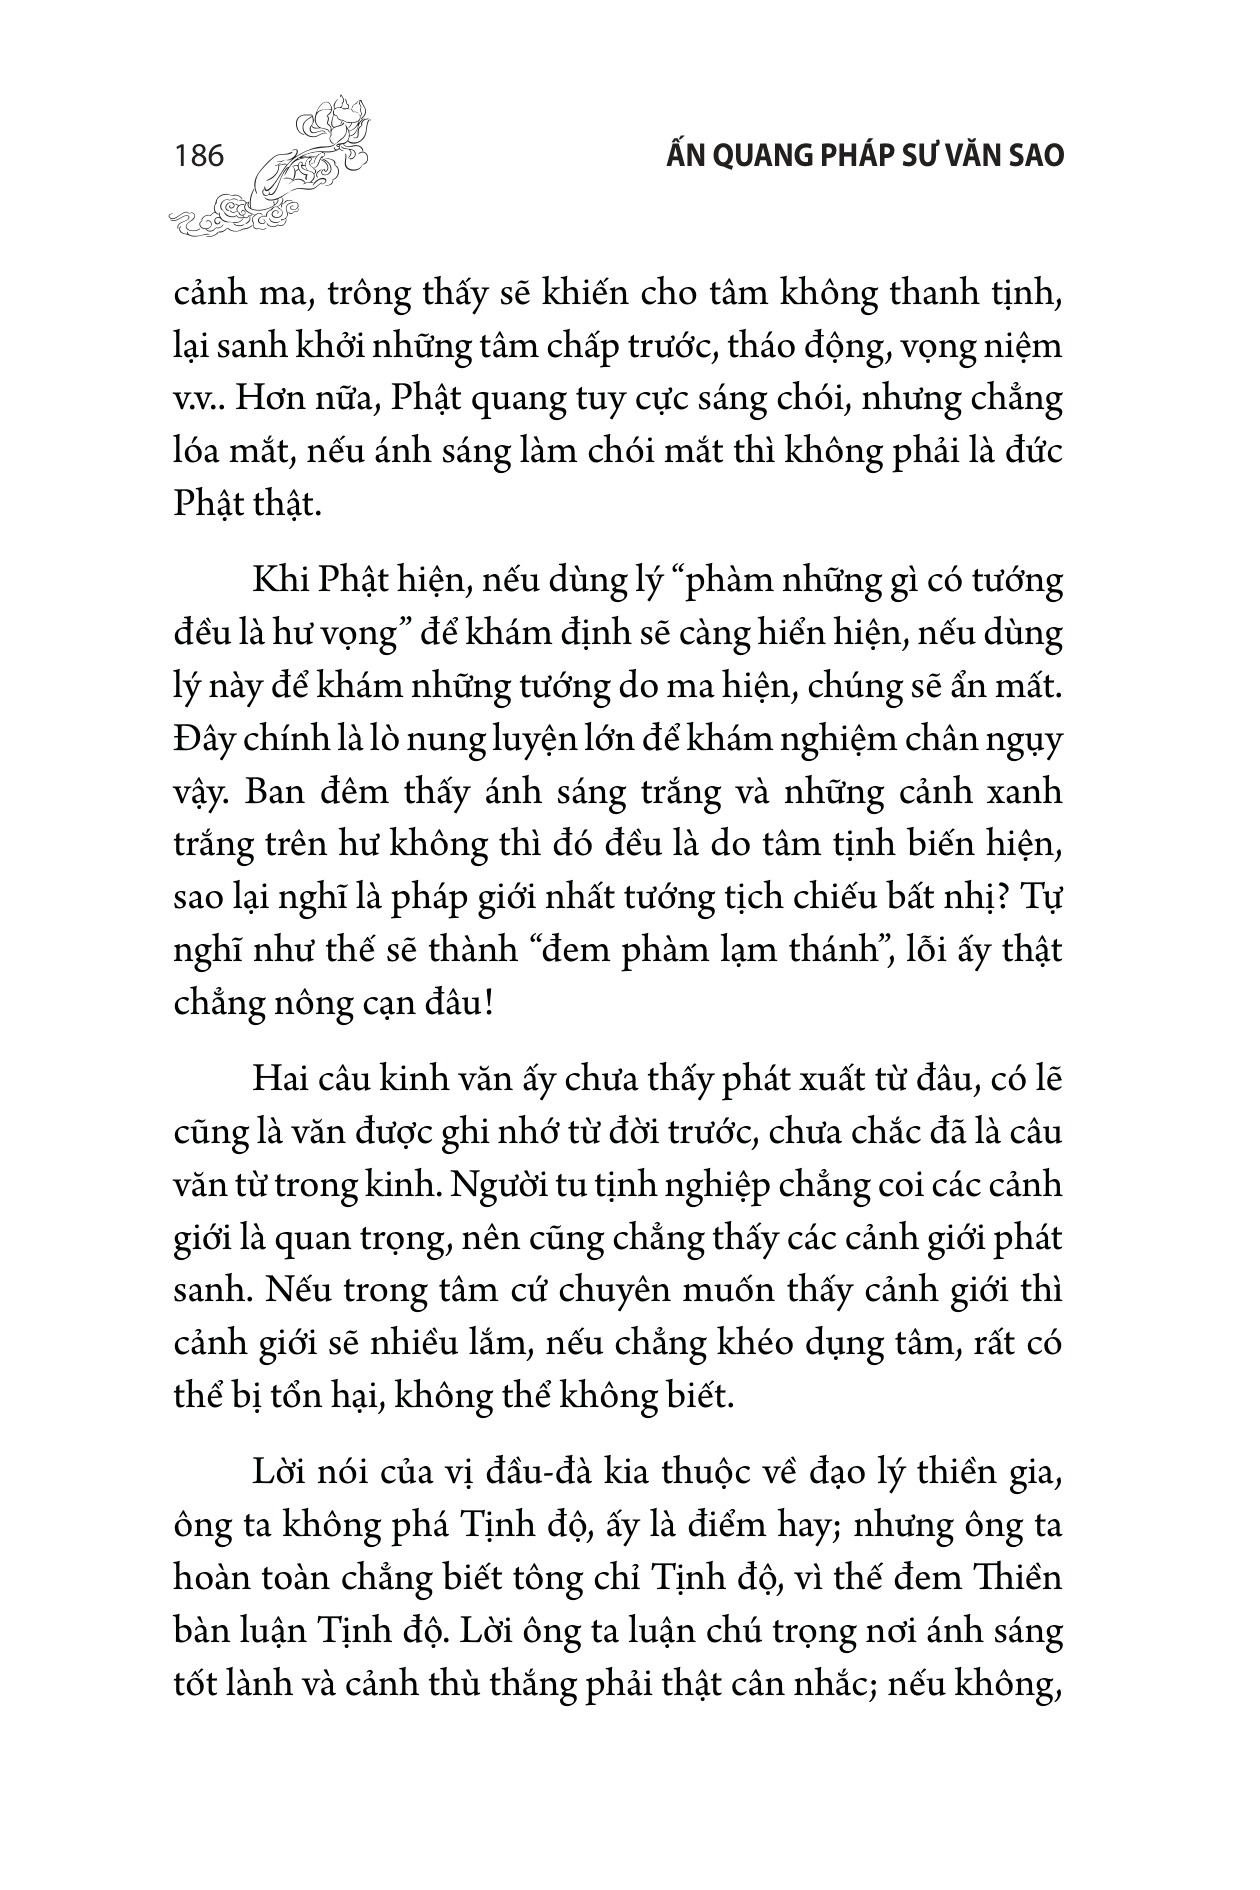 186
ẤN QUANG PHÁP SƯ VĂN SAO
cảnh ma, trông thấy sẽ khiến cho tâm không thanh tịnh,
lại sanh khởi những tâm chấp trước, tháo động, vọng niệm
v.v.. Hơn nữa, Phật quang tuy cực sáng chói, nhưng chẳng
lóa mắt, nếu ánh sáng làm chói mắt thì không phải là đức
Phật thật.
Khi Phật hiện, nếu dùng lý “phàm những gì có tướng
đều là hư vọng” để khám định sẽ càng hiển hiện, nếu dùng
lý này để khám những tướng do ma hiện, chúng sẽ ẩn mất.
Đây chính là lò nung luyện lớn để khám nghiệm chân ngụy
vậy. Ban đêm thấy ánh sáng trắng và những cảnh xanh
trắng trên hư không thì đó đều là do tâm tịnh biến hiện,
sao lại nghĩ là pháp giới nhất tướng tịch chiếu bất nhị? Tự
nghĩ như thế sẽ thành “đem phàm lạm thánh”, lỗi ấy thật
chẳng nông cạn đâu!
Hai câu kinh văn ấy chưa thấy phát xuất từ đâu, có lẽ
cũng là văn được ghi nhớ từ đời trước, chưa chắc đã là câu
văn từ trong kinh. Người tu tịnh nghiệp chẳng coi các cảnh
giới là quan trọng, nên cũng chẳng thấy các cảnh giới phát
sanh. Nếu trong tâm cứ chuyên muốn thấy cảnh giới thì
cảnh giới sẽ nhiều lắm, nếu chẳng khéo dụng tâm, rất có
thể bị tổn hại, không thể không biết.
Lời nói của vị đầu-đà kia thuộc về đạo lý thiền gia,
ông ta không phá Tịnh độ, ấy là điểm hay; nhưng ông ta
hoàn toàn chẳng biết tông chỉ Tịnh độ, vì thế đem Thiền
bàn luận Tịnh độ. Lời ông ta luận chú trọng nơi ánh sáng
tốt lành và cảnh thù thắng phải thật cân nhắc; nếu không,